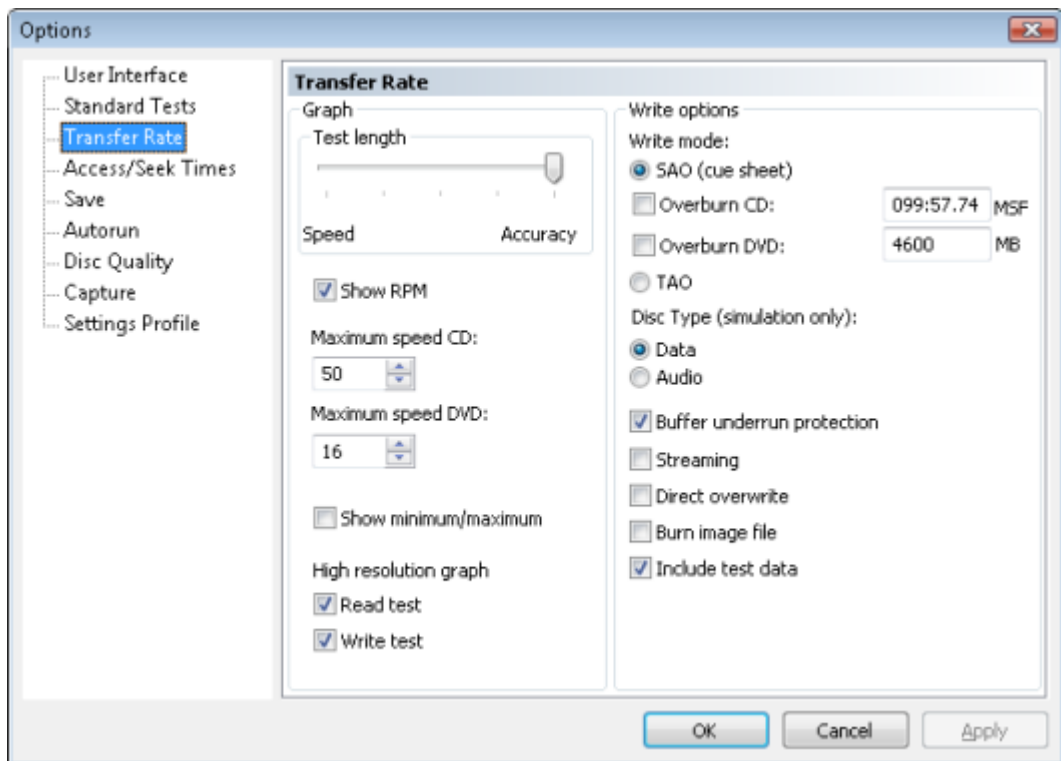 Options
User Interface
Standard Tests
Transfer Rate
Access/Seek Times
Save
Autorun
Disc Quality
Capture
Settings Profile
Transfer Rate
Graph
Test length
Speed Accuracy
Show RPM
Maximum speed CD:
50
Maximum speed DVD:
16
Show minimum/maximum
High resolution graph
Read test
Write test
Write options
Write mode:
SAO (cue sheet)
Overburn CD: 099:57.74 MSF
Overburn DVD: 4600 MB
TAO
Disc Type (simulation only):
Data
Audio
Buffer underrun protection
Streaming
Direct overwrite
Burn image file
Include test data
OK Cancel Apply